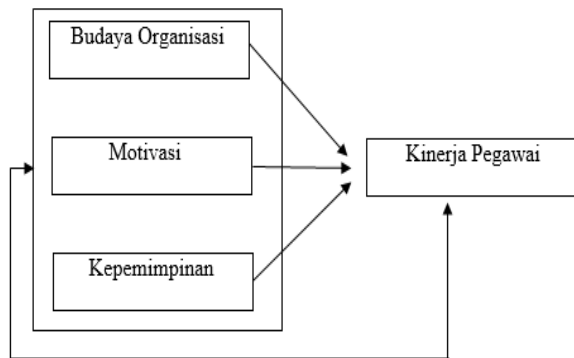 Budaya Organisasi
Motivasi
Kinerja Pegawai
Kepemimpinan